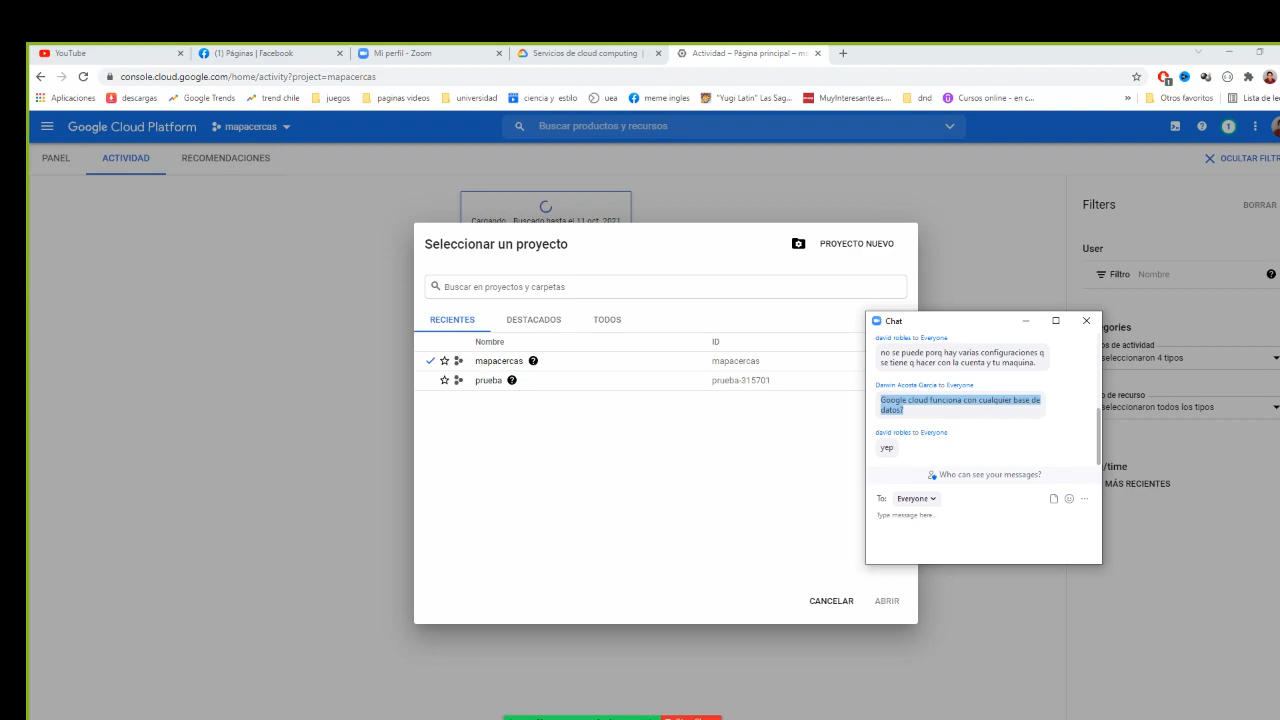 YouTube
(1) Páginas | Facebook
Mi perfil - Zoom
Servicios de cloud computing
Actividad – Página principal – m
console.cloud.google.com/home/activity?project=mapacercas
Aplicaciones
descargas
Google Trends
trend chile
juegos
paginas videos
universidad
ciencia y estilo
uea
meme ingles
"Yugi Latin" Las Sag...
MuyInteresante.es....
dnd
Cursos online - en c...
»
Otros favoritos
Lista de le
Google Cloud Platform
mapacercas
Buscar productos y recursos
1
PANEL
ACTIVIDAD
RECOMENDACIONES
OCULTAR FILTR
Cargando... Buscado hasta el 11 oct. 2021
Filters
BORRAR
User
Filtro Nombre
Seleccionar un proyecto
PROYECTO NUEVO
Buscar en proyectos y carpetas
RECIENTES
DESTACADOS
TODOS
Nombre
ID
mapacercas
mapacercas
prueba
prueba-315701
CANCELAR
ABRIR
egories
os de actividad
seleccionaron 4 tipos
o de recurso
seleccionaron todos los tipos
/time
MÁS RECIENTES
Chat
david robles to Everyone
no se puede porq hay varias configuraciones q
se tiene q hacer con la cuenta y tu maquina.
Darwin Acosta Garcia to Everyone
Google cloud funciona con cualquier base de
datos?
david robles to Everyone
yep
Who can see your messages?
To: Everyone
Type message here...